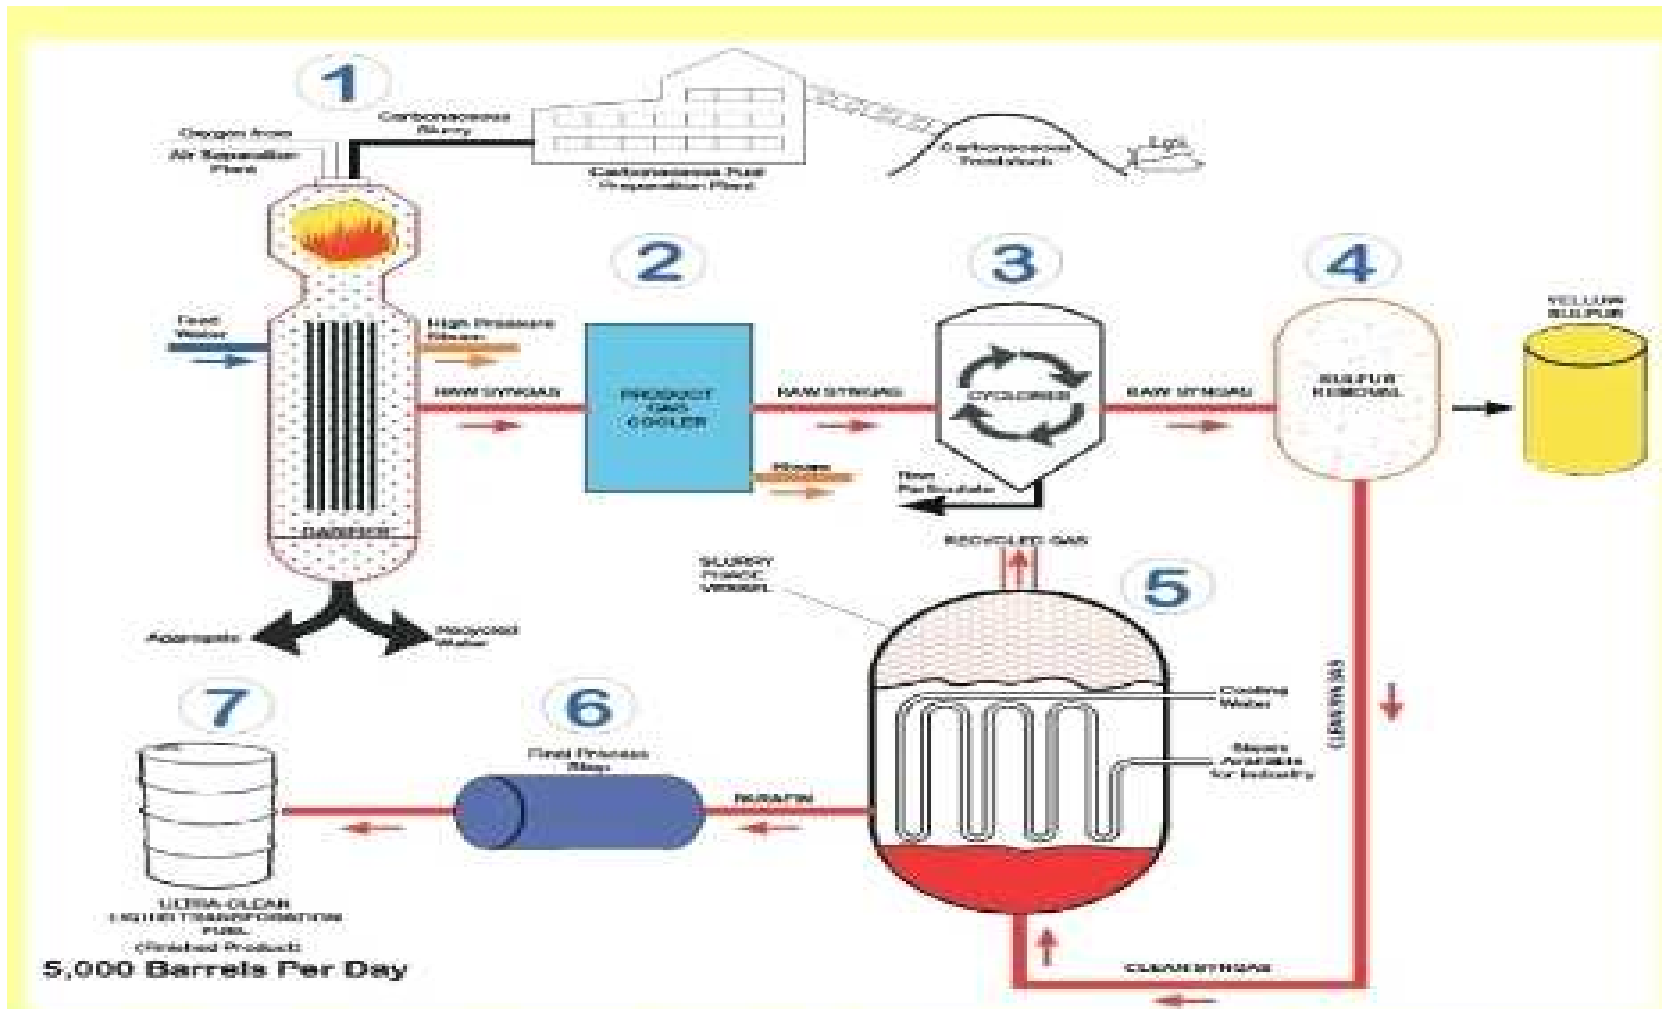 1
Carbonaceous
Slurry
Oxygen from
Air Separation
Plant
Carbonaceous Fuel
Preparation Plant
Carbonaceous
Feedstock
2
3
4
YELLOW
SULFUR
Feed
Water
High Pressure
Steam
RAW SYNGAS
PRODUCT
GAS
COOLER
RAW SYNGAS
CYCLONES
RAW SYNGAS
SULFUR
REMOVAL
Steam
Particulate
GASIFIER
RECYCLED GAS
SLURRY
PHASE
VESSEL
5
Aggregate
Recycled
Water
7
6
Final Process
Step
Cooling
Water
Steam
Available
for Industry
CLEAN SYNGAS
ULTRA-CLEAN
LIQUID TRANSPORTATION
FUEL
(Finished Product)
5,000 Barrels Per Day
CLEAN SYNGAS